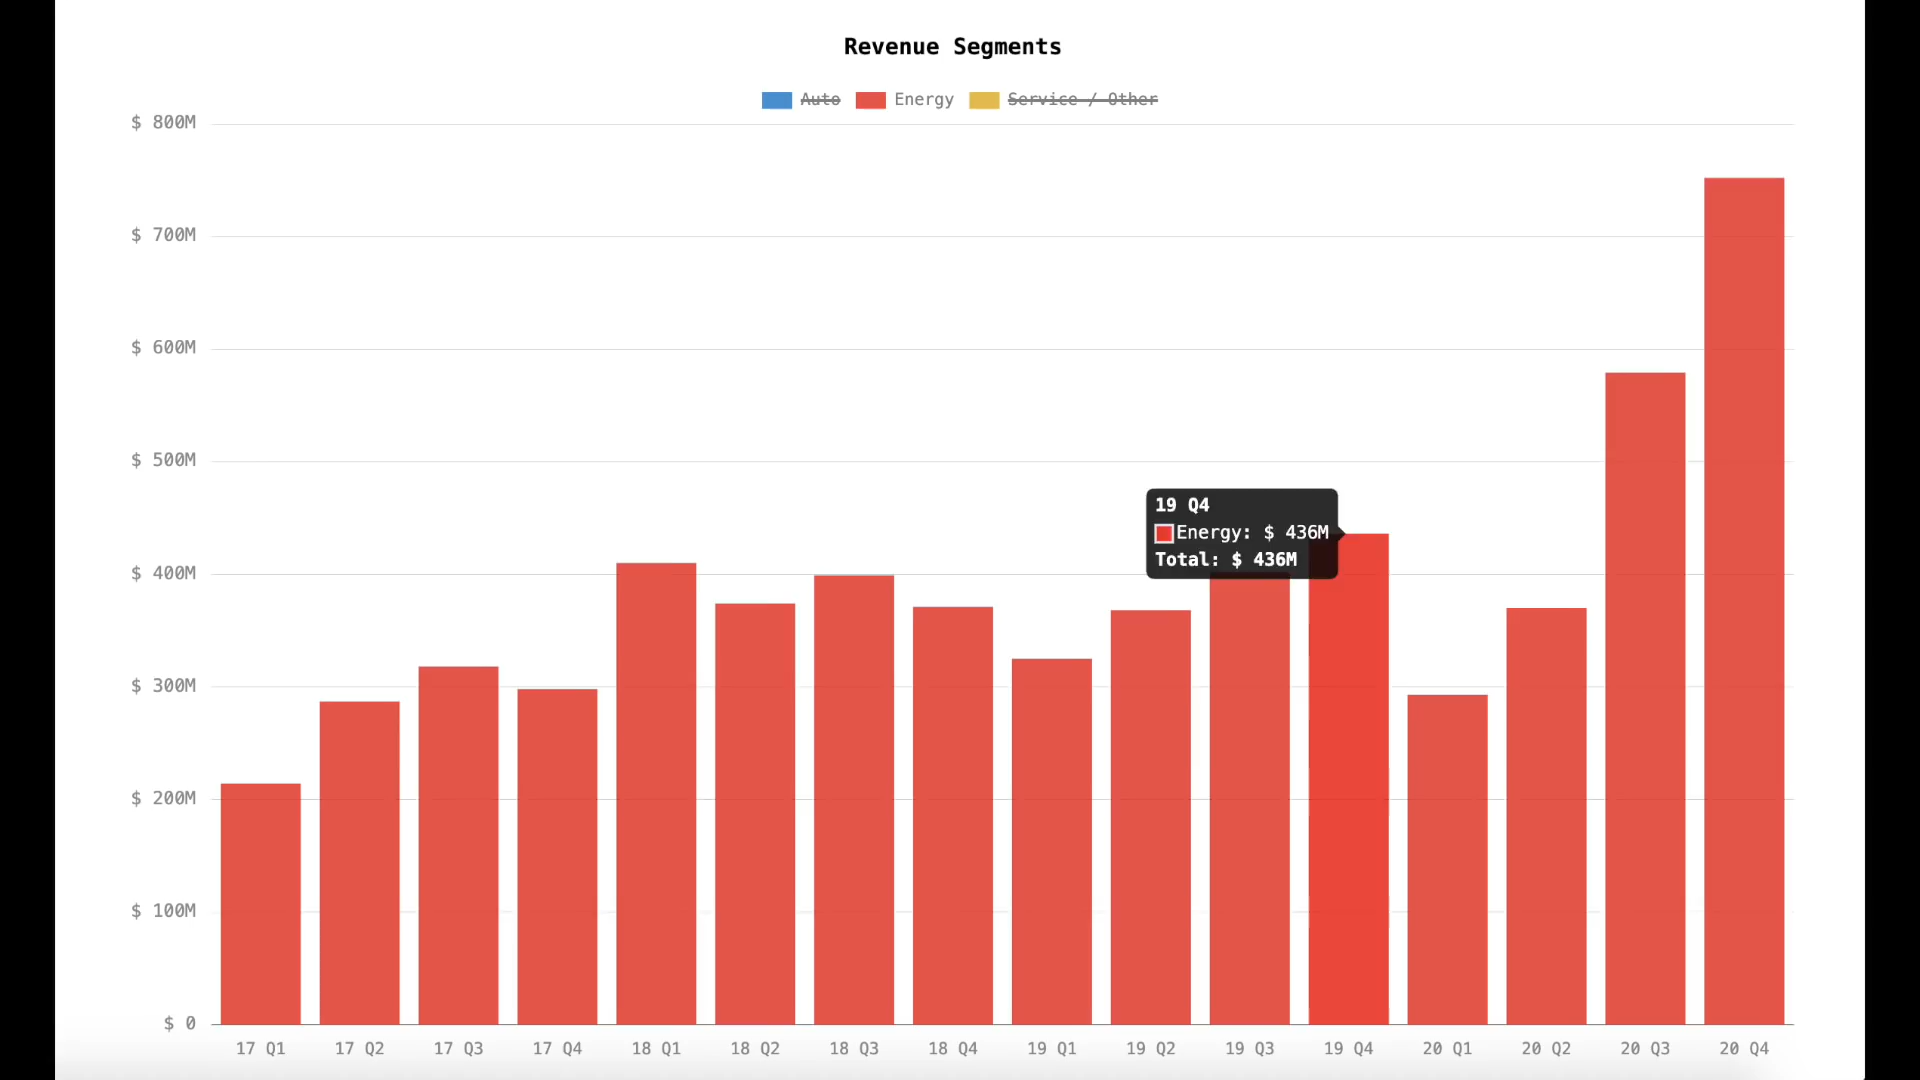 Revenue Segments
Auto Energy Service / Other
$ 800M
$ 700M
$ 600M
$ 500M
$ 400M
$ 300M
$ 200M
$ 100M
$ 0
19 Q4
Energy: $ 436M
Total: $ 436M
17 Q1 17 Q2 17 Q3 17 Q4 18 Q1 18 Q2 18 Q3 18 Q4 19 Q1 19 Q2 19 Q3 19 Q4 20 Q1 20 Q2 20 Q3 20 Q4